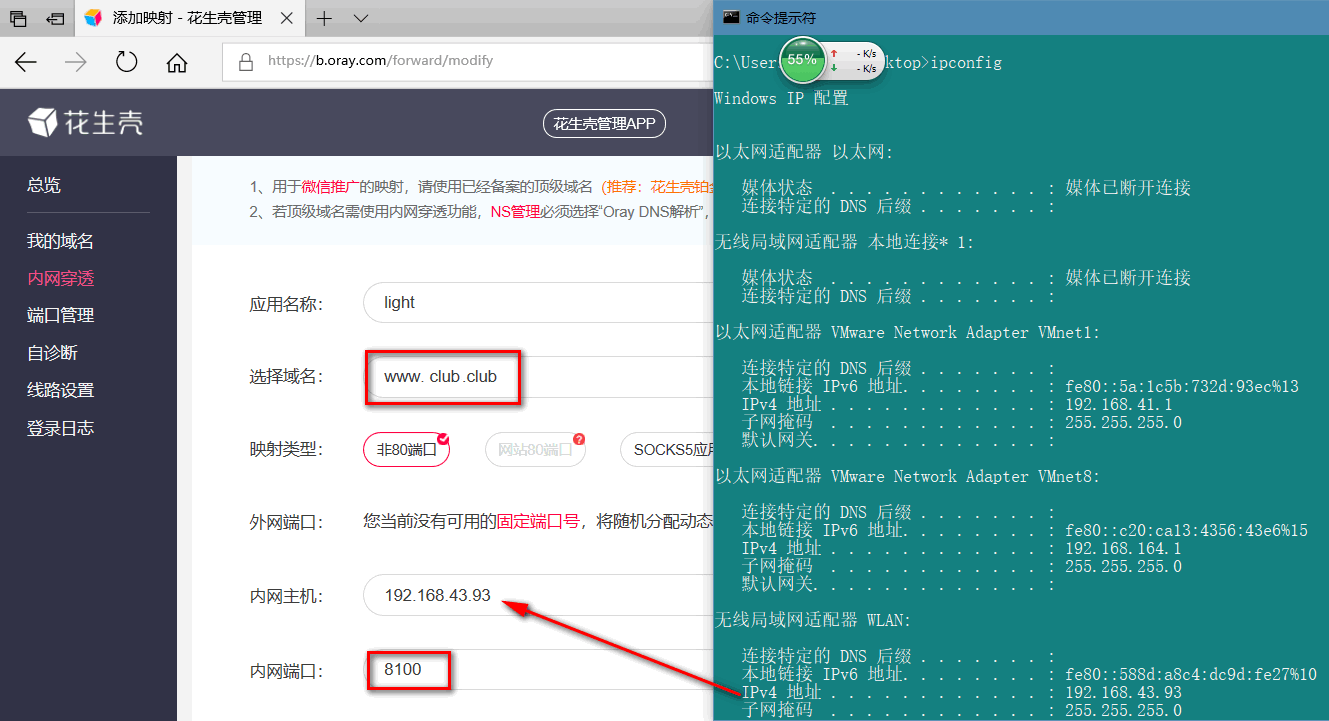 添加映射 - 花生壳管理
https://b.oray.com/forward/modify
花生壳
花生壳管理APP
总览
我的域名
内网穿透
端口管理
自诊断
线路设置
登录日志
1、用于微信推广的映射，请使用已经备案的顶级域名（推荐：花生壳铂
2、若顶级域名需使用内网穿透功能，NS管理必须选择“Oray DNS解析”，
应用名称：
light
选择域名：
www. club.club
映射类型：
非80端口
网站80端口
?
SOCKS5应
外网端口：
您当前没有可用的固定端口号，将随机分配动态
内网主机：
192.168.43.93
内网端口：
8100
命令提示符
C:\User
ktop>ipconfig
55%
- K/s
- K/s
Windows IP 配置
以太网适配器 以太网:
媒体状态 . . . . . . . . . . . . : 媒体已断开连接
连接特定的 DNS 后缀 . . . . . . . :
无线局域网适配器 本地连接* 1:
媒体状态 . . . . . . . . . . . . : 媒体已断开连接
连接特定的 DNS 后缀 . . . . . . . :
以太网适配器 VMware Network Adapter VMnet1:
连接特定的 DNS 后缀 . . . . . . . :
本地链接 IPv6 地址. . . . . . . . : fe80::5a:1c5b:732d:93ec%13
IPv4 地址 . . . . . . . . . . . . : 192.168.41.1
子网掩码 . . . . . . . . . . . . : 255.255.255.0
默认网关. . . . . . . . . . . . . :
以太网适配器 VMware Network Adapter VMnet8:
连接特定的 DNS 后缀 . . . . . . . :
本地链接 IPv6 地址. . . . . . . . : fe80::c20:ca13:4356:43e6%15
IPv4 地址 . . . . . . . . . . . . : 192.168.164.1
子网掩码 . . . . . . . . . . . . : 255.255.255.0
默认网关. . . . . . . . . . . . . :
无线局域网适配器 WLAN:
连接特定的 DNS 后缀 . . . . . . . :
本地链接 IPv6 地址. . . . . . . . : fe80::588d:a8c4:dc9d:fe27%10
IPv4 地址 . . . . . . . . . . . . : 192.168.43.93
子网掩码 . . . . . . . . . . . . : 255.255.255.0